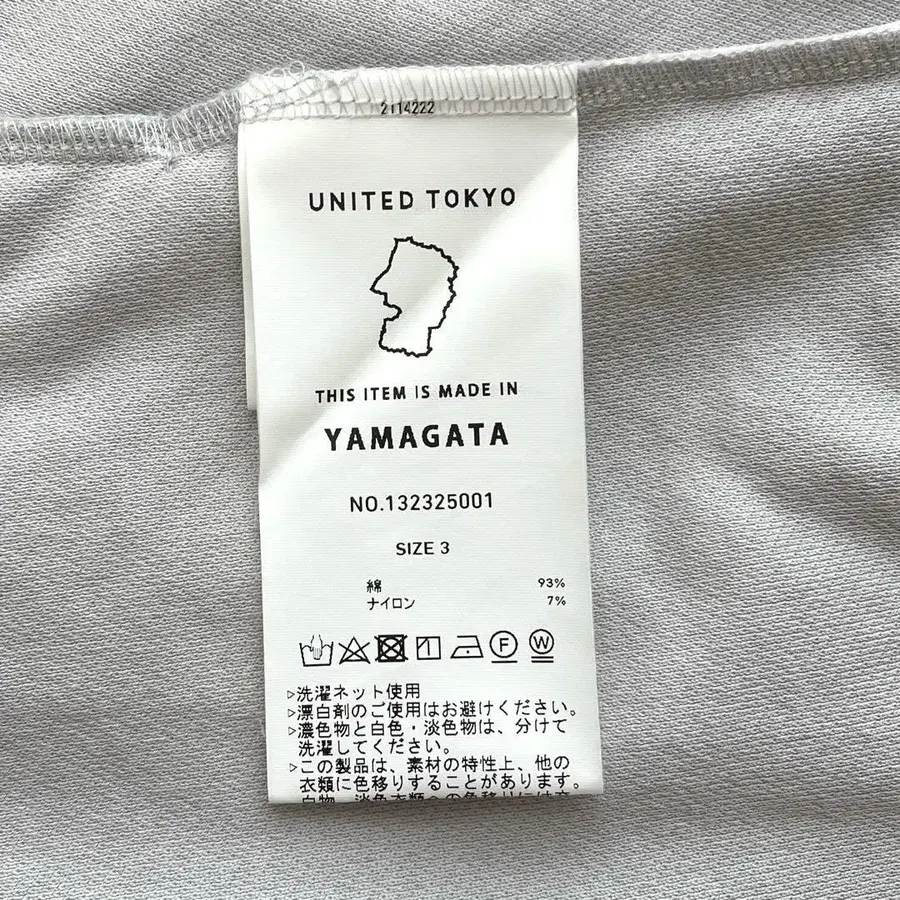 2114222
UNITED TOKYO
THIS ITEM IS MADE IN
YAMAGATA
NO.132325001
SIZE 3
綿 93%
ナイロン 7%
F W
▷洗濯ネット使用
▷漂白剤のご使用はお避けください。
▷濃色物と白色・淡色物は、分けて
洗濯してください。
▷この製品は、素材の特性上、他の
衣類に色移りすることがあります。